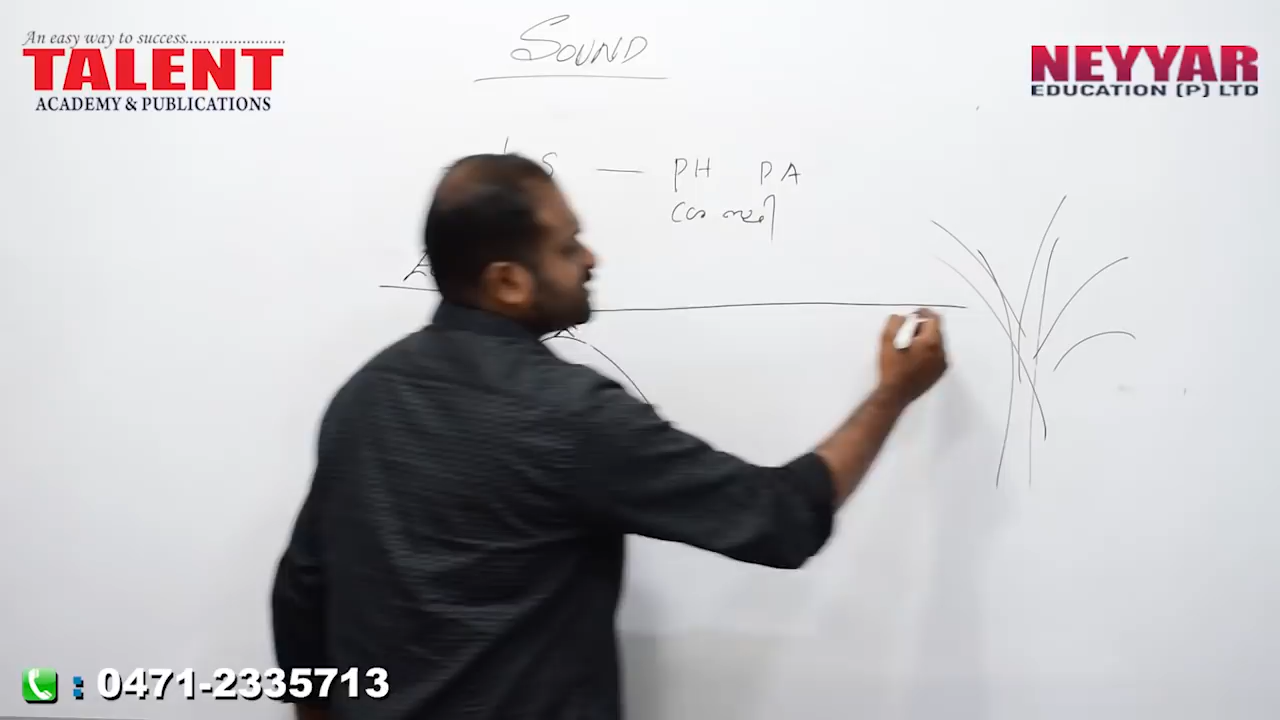 An easy way to success......................
TALENT
ACADEMY & PUBLICATIONS
NEYYAR
EDUCATION (P) LTD
SOUND
S — PH PA
: 0471-2335713